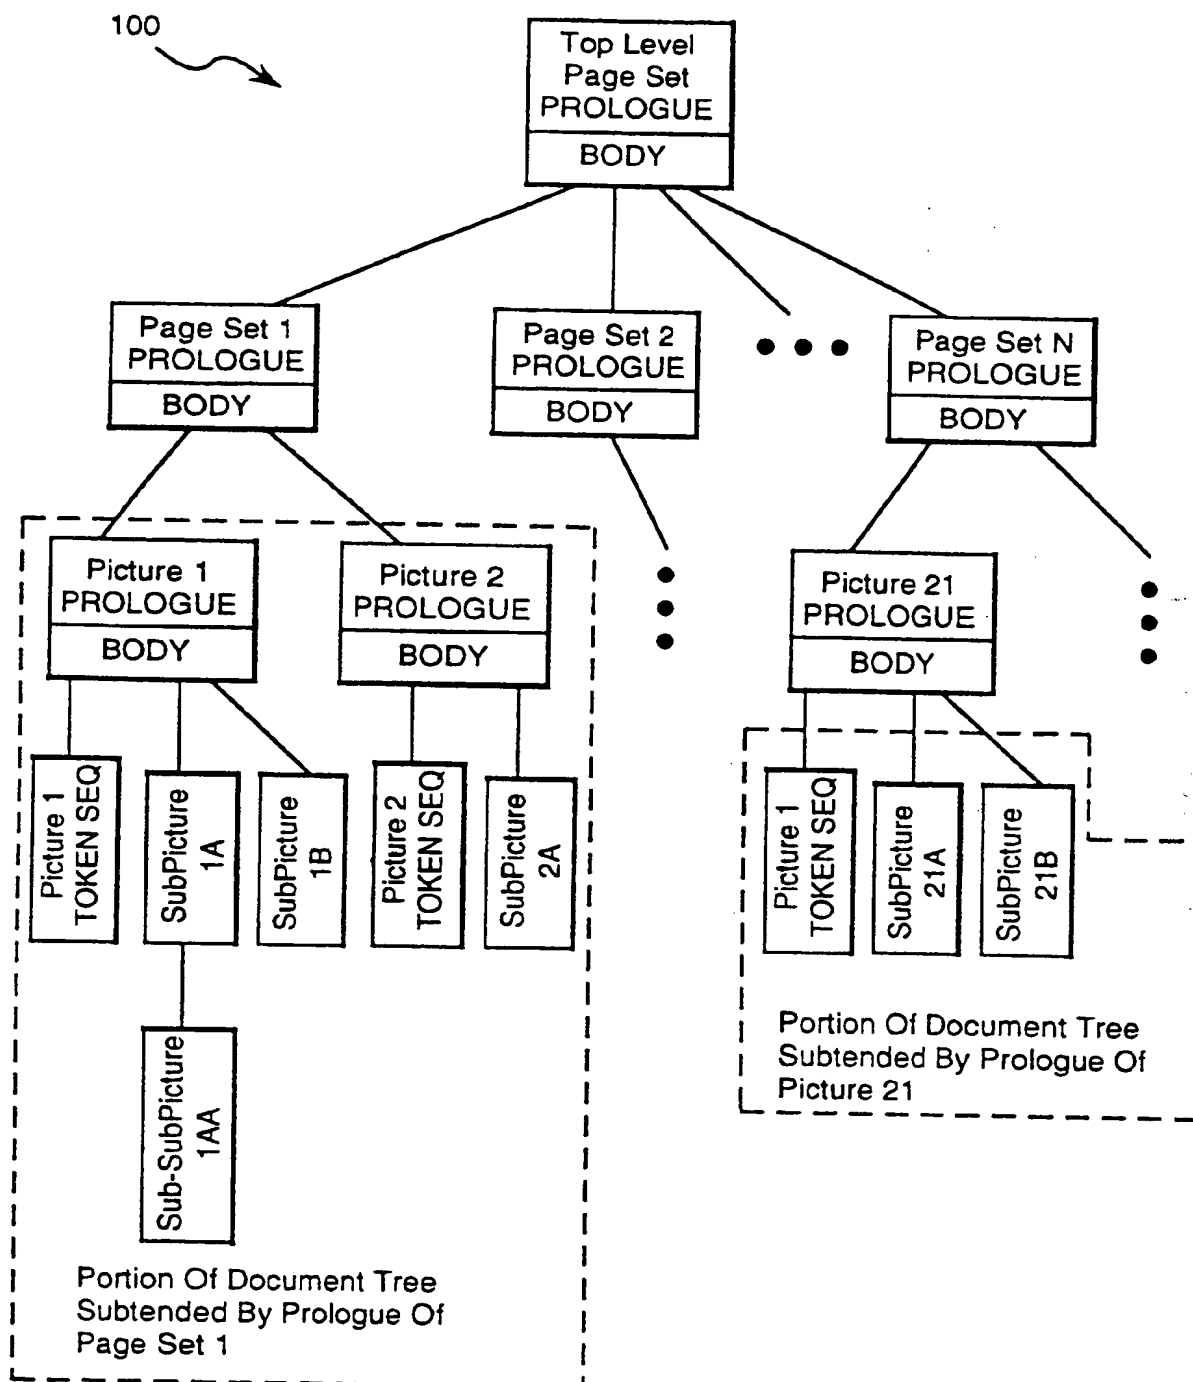 100
Top Level
Page Set
PROLOGUE
BODY
Page Set 1
PROLOGUE
BODY
Page Set 2
PROLOGUE
BODY
Page Set N
PROLOGUE
BODY
Picture 1
PROLOGUE
BODY
Picture 2
PROLOGUE
BODY
Picture 21
PROLOGUE
BODY
Picture 1
TOKEN SEQ
SubPicture
1A
SubPicture
1B
Picture 2
TOKEN SEQ
SubPicture
2A
Picture 1
TOKEN SEQ
SubPicture
21A
SubPicture
21B
Sub-SubPicture
1AA
Portion Of Document Tree
Subtended By Prologue Of
Picture 21
Portion Of Document Tree
Subtended By Prologue Of
Page Set 1